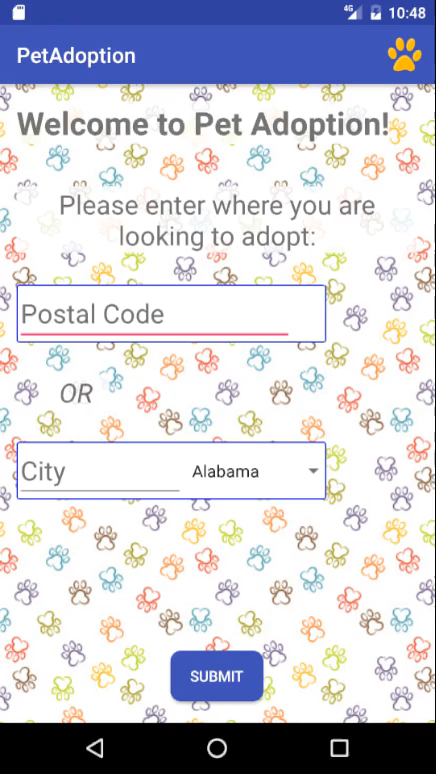 4G 10:48
PetAdoption
Welcome to Pet Adoption!
Please enter where you are
looking to adopt:
Postal Code
OR
City Alabama
SUBMIT